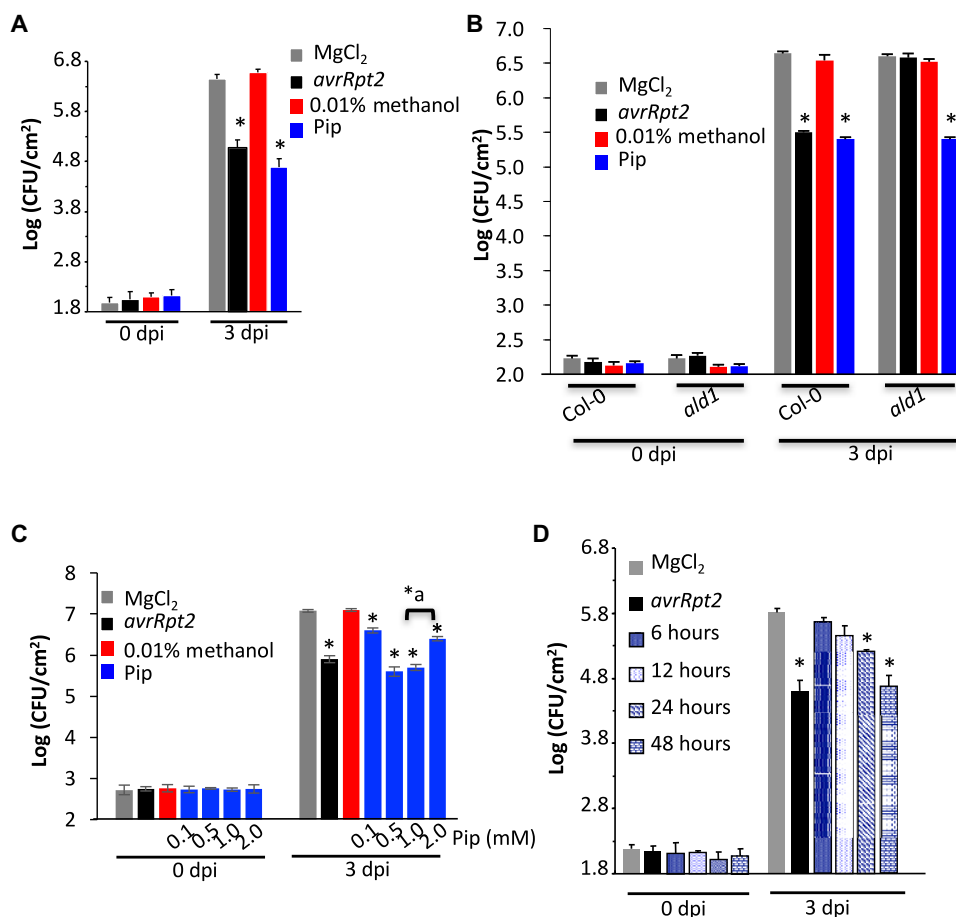 A
Log (CFU/cm²)
6.8
5.8
4.8
3.8
2.8
1.8
MgCl₂
avrRpt2
0.01% methanol
Pip
*
*
0 dpi
3 dpi
B
Log (CFU/cm²)
7.0
6.5
6.0
5.5
5.0
4.5
4.0
3.5
3.0
2.5
2.0
MgCl₂
avrRpt2
0.01% methanol
Pip
* * *
Col-0 ald1 Col-0 ald1
0 dpi
3 dpi
C
Log (CFU/cm²)
8
7
6
5
4
3
2
MgCl₂
avrRpt2
0.01% methanol
Pip
*a
* * * * *
0.1 0.5 1.0 2.0 0.1 0.5 1.0 2.0 Pip (mM)
0 dpi
3 dpi
D
Log (CFU/cm²)
6.8
5.8
4.8
3.8
2.8
1.8
MgCl₂
avrRpt2
6 hours
12 hours
24 hours
48 hours
* * *
0 dpi
3 dpi